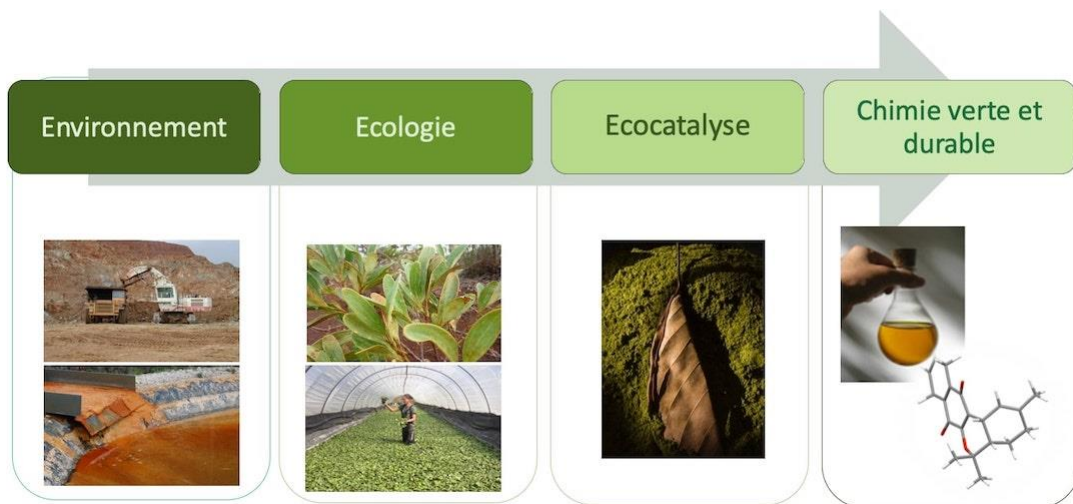 Environnement
Ecologie
Ecocatalyse
Chimie verte et
durable